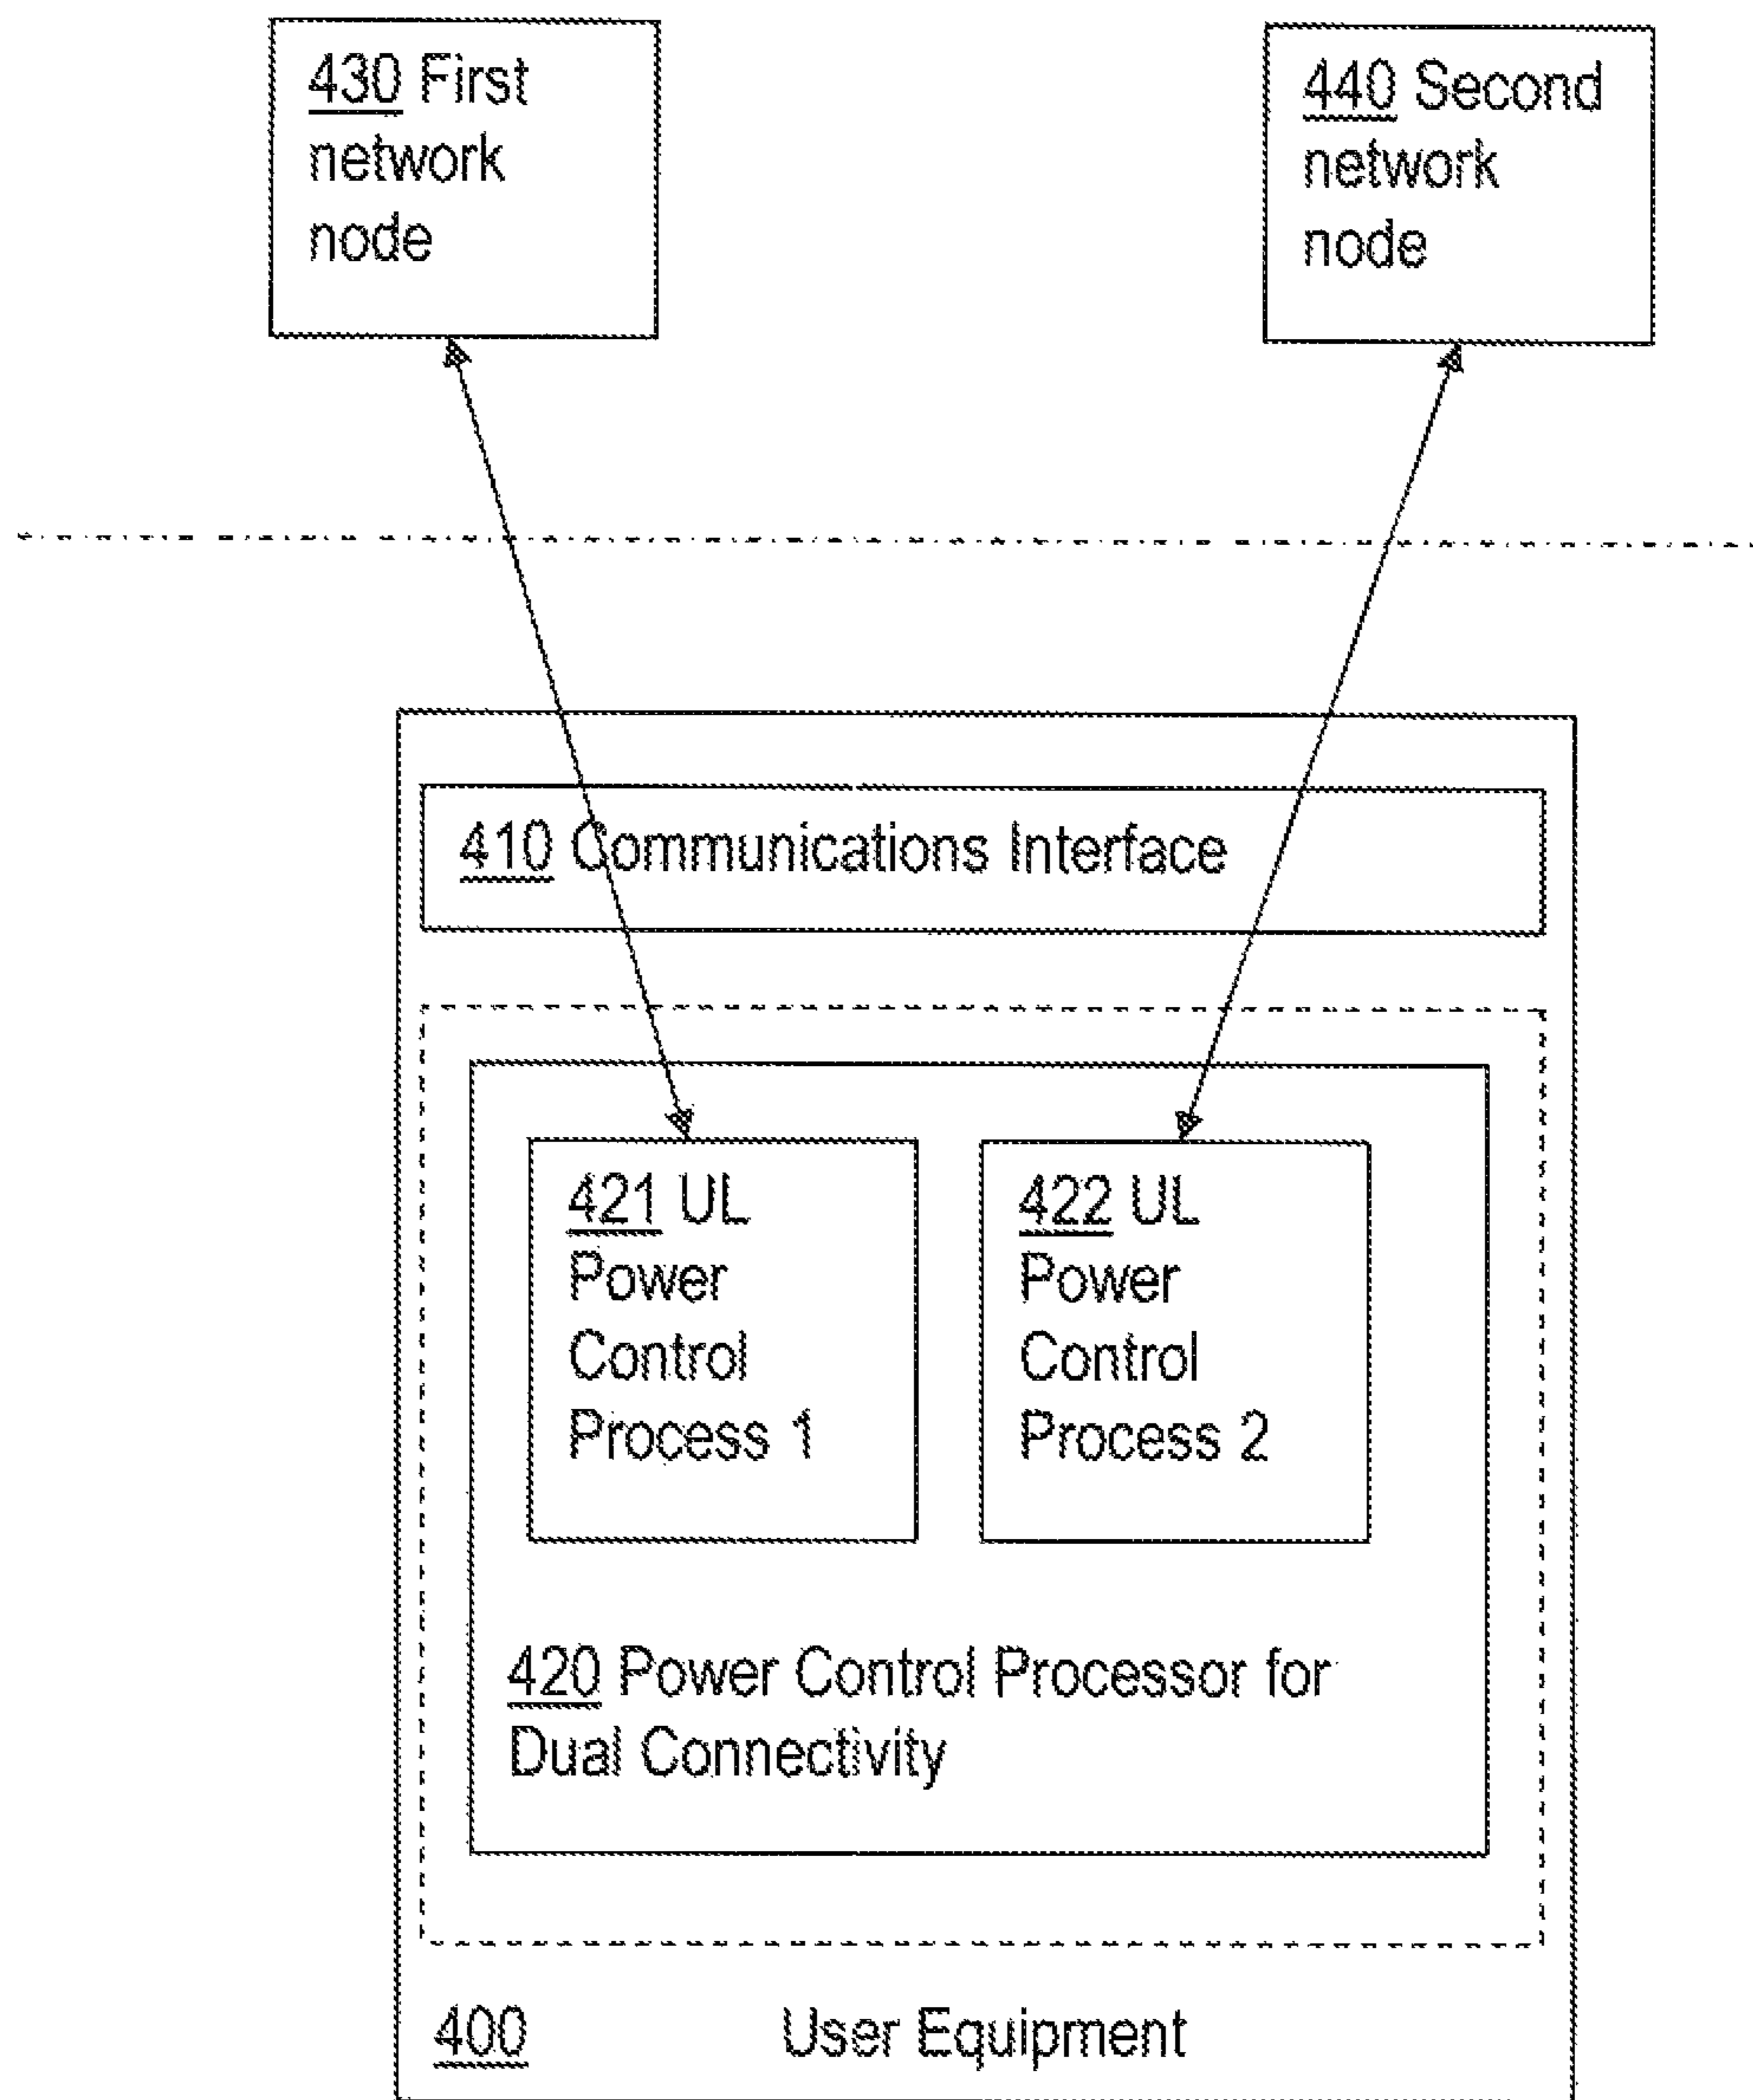 430 First
network
node
440 Second
network
node
410 Communications Interface
421 UL
Power
Control
Process 1
422 UL
Power
Control
Process 2
420 Power Control Processor for
Dual Connectivity
400 User Equipment